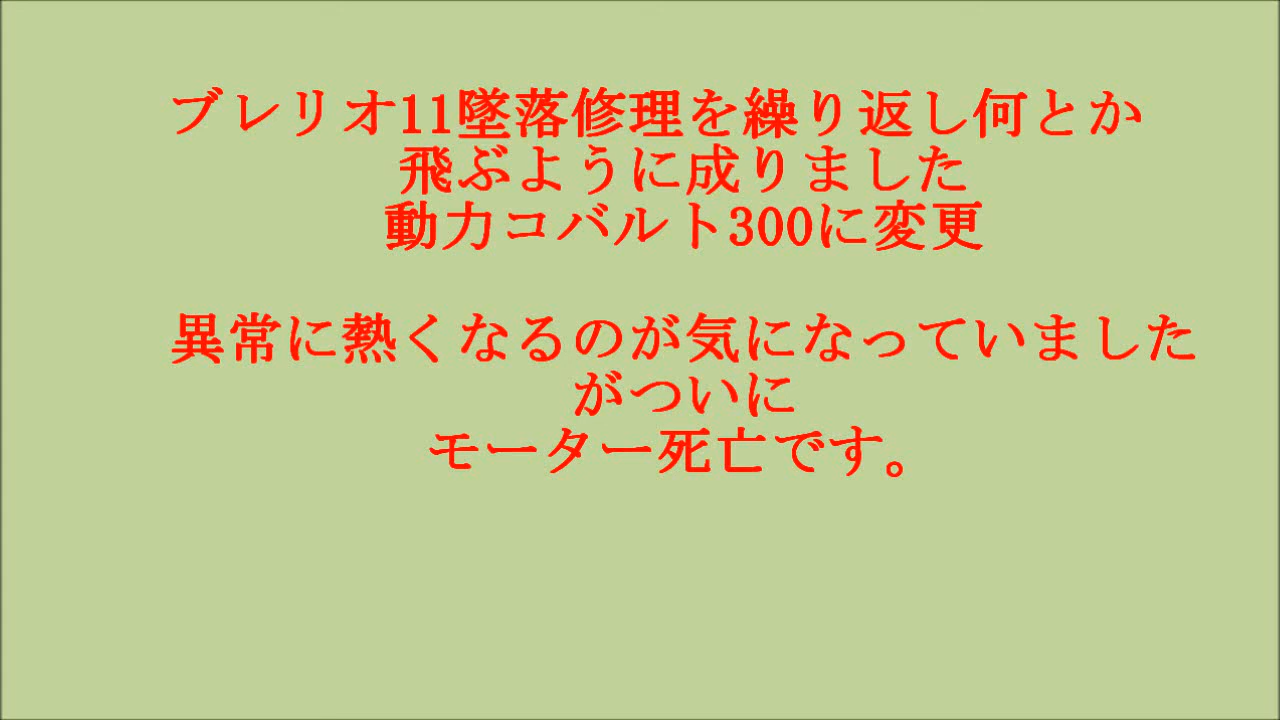 ブレリオ11墜落修理を繰り返し何とか
飛ぶように成りました
動力コバルト300に変更
異常に熱くなるのが気になっていました
がついに
モーター死亡です。